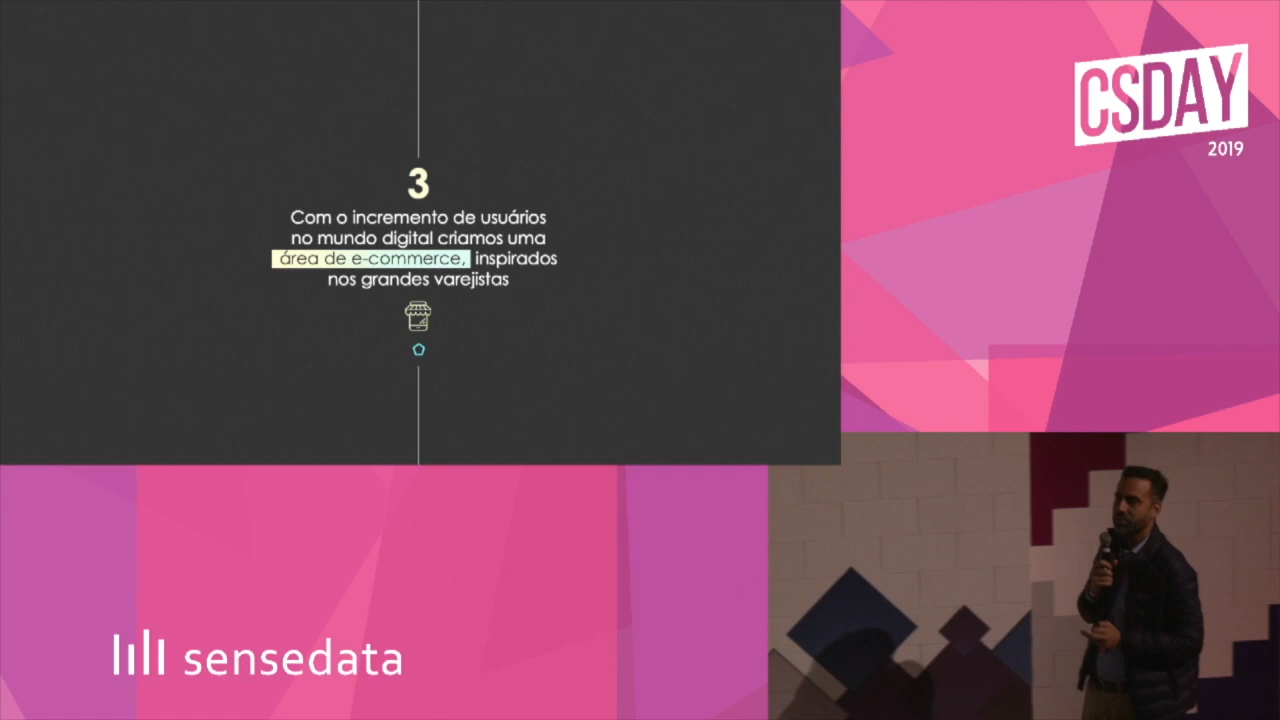 3
Com o incremento de usuários
no mundo digital criamos uma
área de e-commerce, inspirados
nos grandes varejistas
CSDAY
2019
sensedata